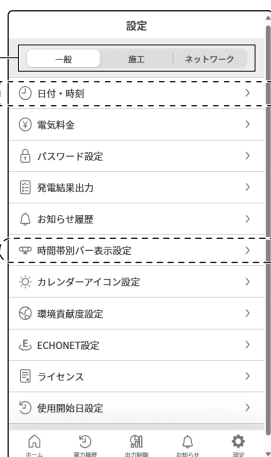 設定
一般 施工 ネットワーク
日付・時刻
電気料金
パスワード設定
発電結果出力
お知らせ履歴
時間帯別バー表示設定
カレンダーアイコン設定
環境貢献度設定
ECHONET設定
ライセンス
使用開始日設定
ホーム 電力履歴 出力制御 お知らせ 設定